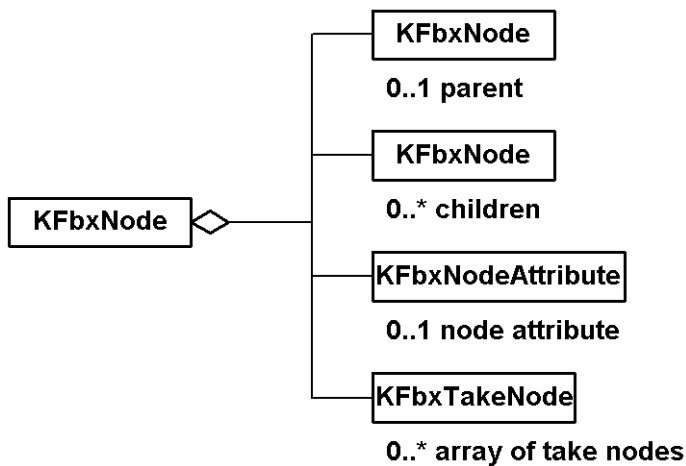 KFbxNode
0..1 parent
KFbxNode
0..* children
KFbxNode
KFbxNodeAttribute
0..1 node attribute
KFbxTakeNode
0..* array of take nodes